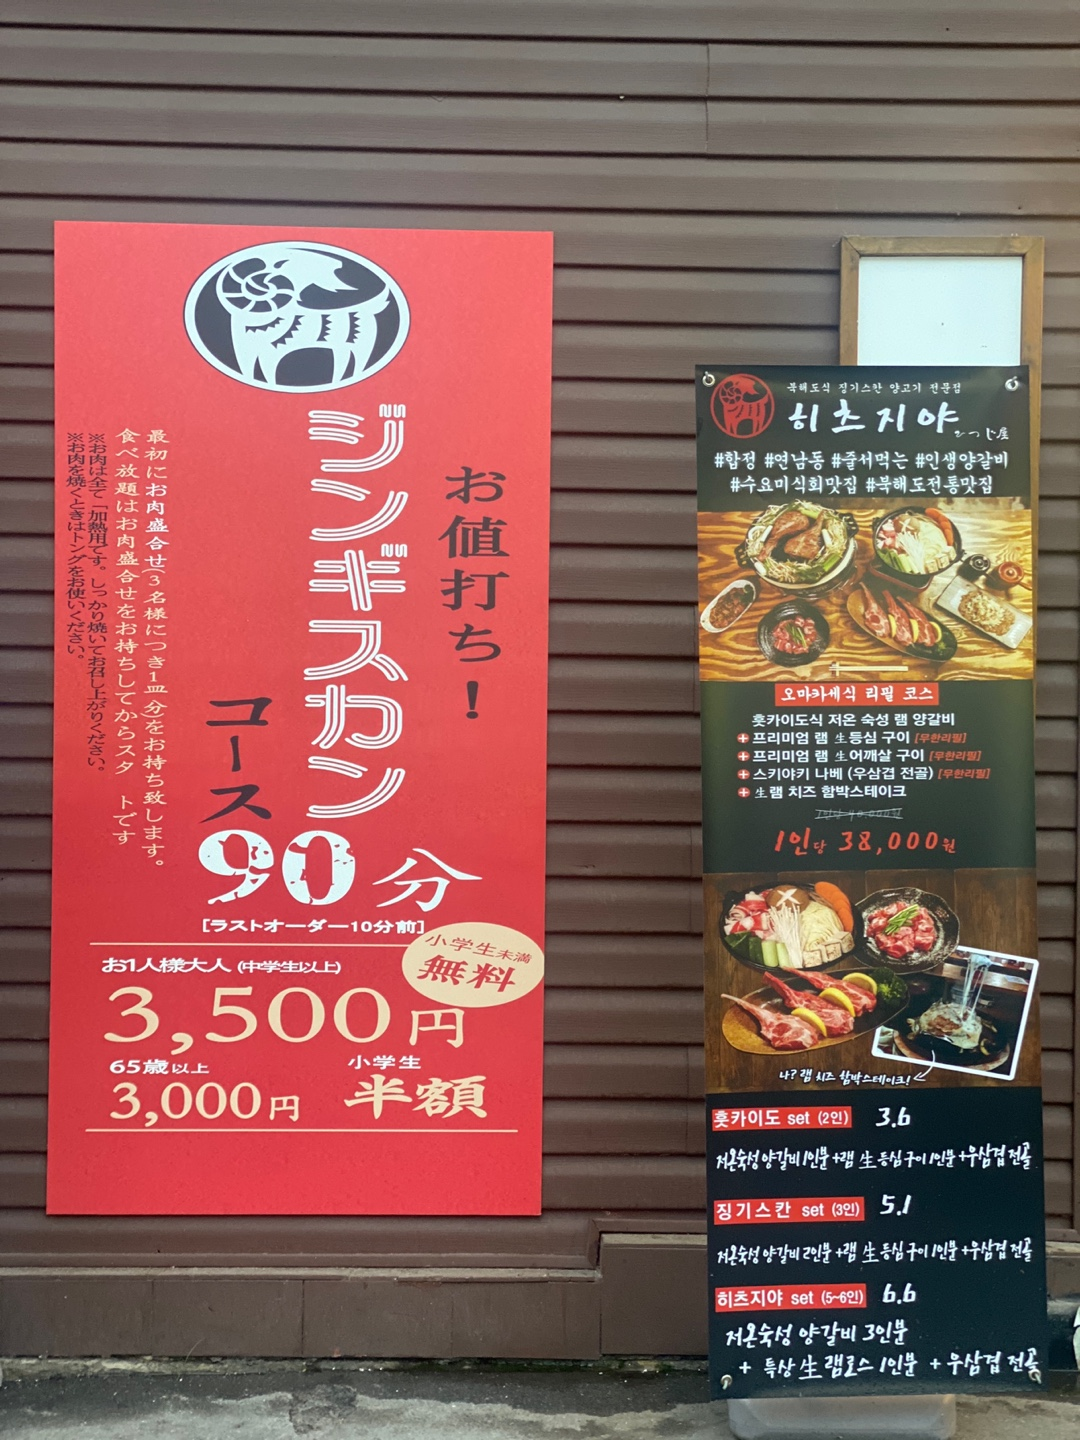 お値打ち!
ジンギスカン
コース
90分
[ラストオーダー10分前]
最初にお肉盛合せ(3名様につき1皿分)をお持ち致します。
食べ放題はお肉盛合せをお持ちしてからスタ トです
※お肉は全て「加熱用です。しっかり焼いてお召し上がりください。
※お肉を焼くときはトングをお使いください。
小学生未満
無料
お1人様大人(中学生以上)
3,500円
65歳以上
3,000円
小学生
半額
북해도식 징기스칸 양고기 전문점
히츠지야
ひつじ屋
#합정 #연남동 #줄서먹는 #인생양갈비
#수요미식회맛집 #북해도전통맛집
오마카세식 리필 코스
홋카이도식 저온 숙성 램 양갈비
+ 프리미엄 램 生등심 구이 [무한리필]
+ 프리미엄 램 生어깨살 구이 [무한리필]
+ 스키야키 나베 (우삼겹 전골) [무한리필]
+ 生램 치즈 함박스테이크
1인당 38,000원
나? 램 치즈 함박스테이크!
홋카이도 set (2인) 3.6
저온숙성 양갈비 1인분 +램 生등심구이 1인분 +우삼겹 전골
징기스칸 set (3인) 5.1
저온숙성 양갈비 2인분 +램 生등심구이 1인분 +우삼겹 전골
히츠지야 set (5~6인) 6.6
저온숙성 양갈비 3인분
+ 특상 生램로스 1인분 + 우삼겹 전골